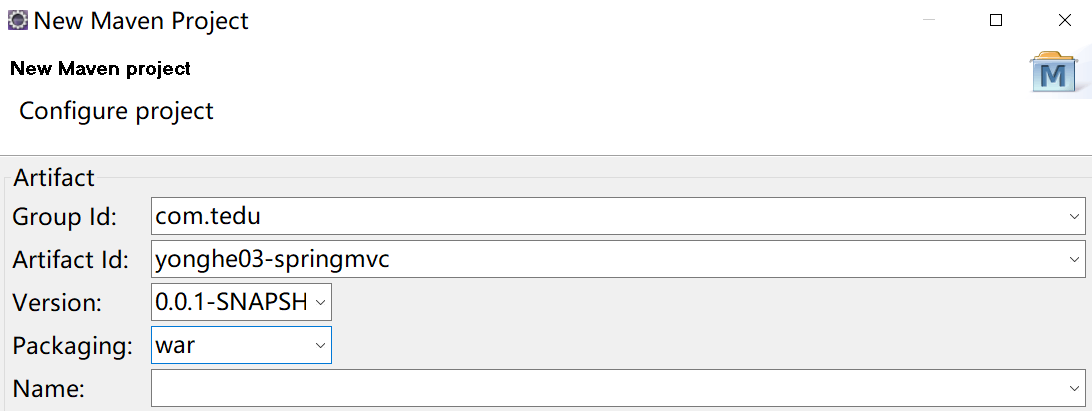 New Maven Project
New Maven project
Configure project
M
Artifact
Group Id: com.tedu
Artifact Id: yonghe03-springmvc
Version: 0.0.1-SNAPSH
Packaging: war
Name: